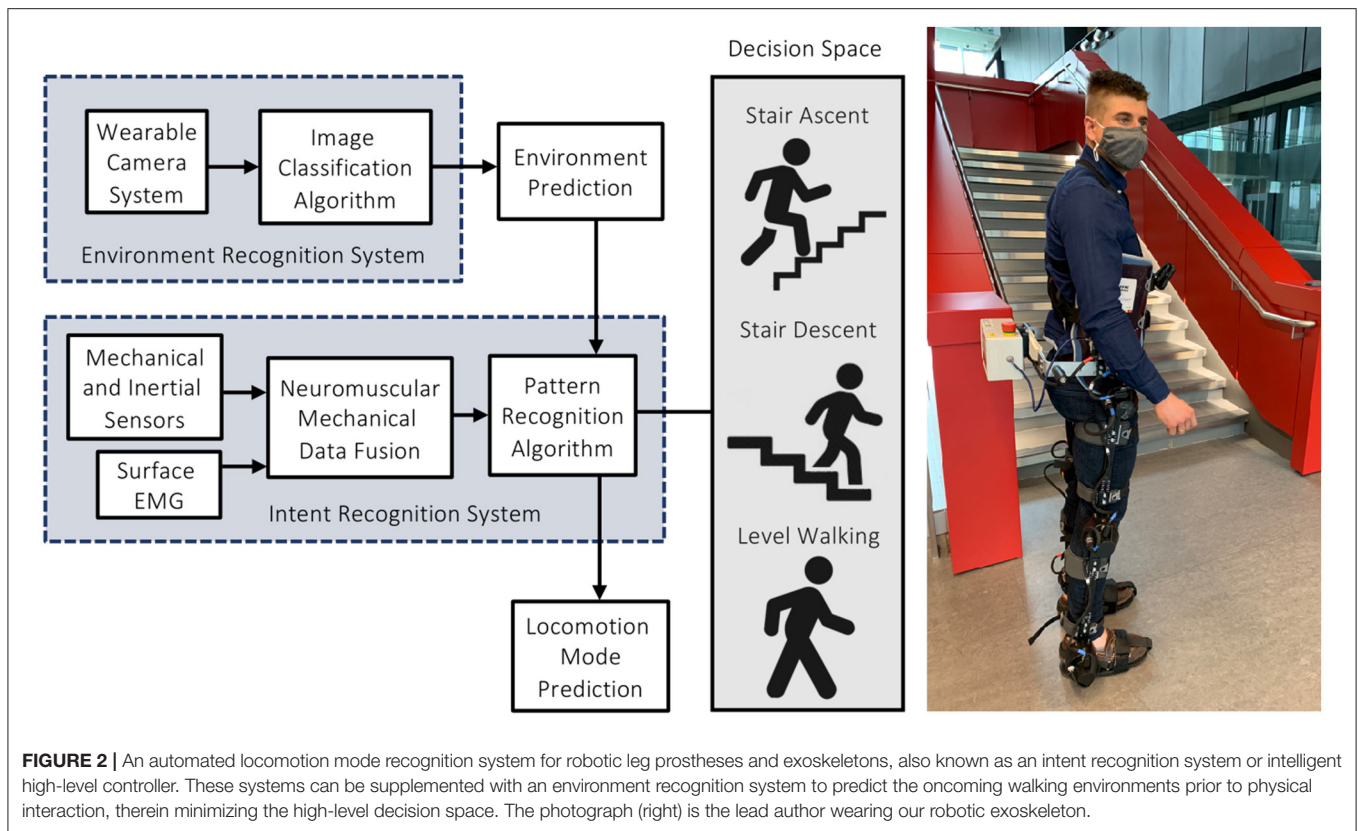 Wearable
Camera
System
Image
Classification
Algorithm
Environment
Prediction
Environment Recognition System
Mechanical
and Inertial
Sensors
Surface
EMG
Neuromuscular
Mechanical
Data Fusion
Pattern
Recognition
Algorithm
Intent Recognition System
Locomotion
Mode
Prediction
Decision Space
Stair Ascent
Stair Descent
Level Walking
FIGURE 2 | An automated locomotion mode recognition system for robotic leg prostheses and exoskeletons, also known as an intent recognition system or intelligent
high-level controller. These systems can be supplemented with an environment recognition system to predict the oncoming walking environments prior to physical
interaction, therein minimizing the high-level decision space. The photograph (right) is the lead author wearing our robotic exoskeleton.